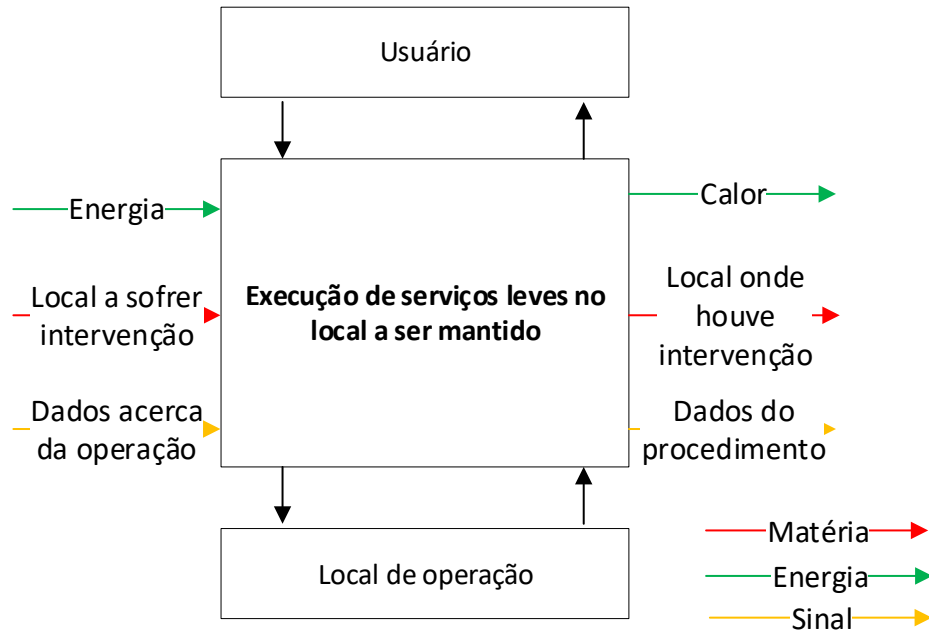 Usuário
Energia
Calor
Local a sofrer
intervenção
Execução de serviços leves no
local a ser mantido
Local onde
houve
intervenção
Dados acerca
da operação
Dados do
procedimento
Local de operação
Matéria
Energia
Sinal